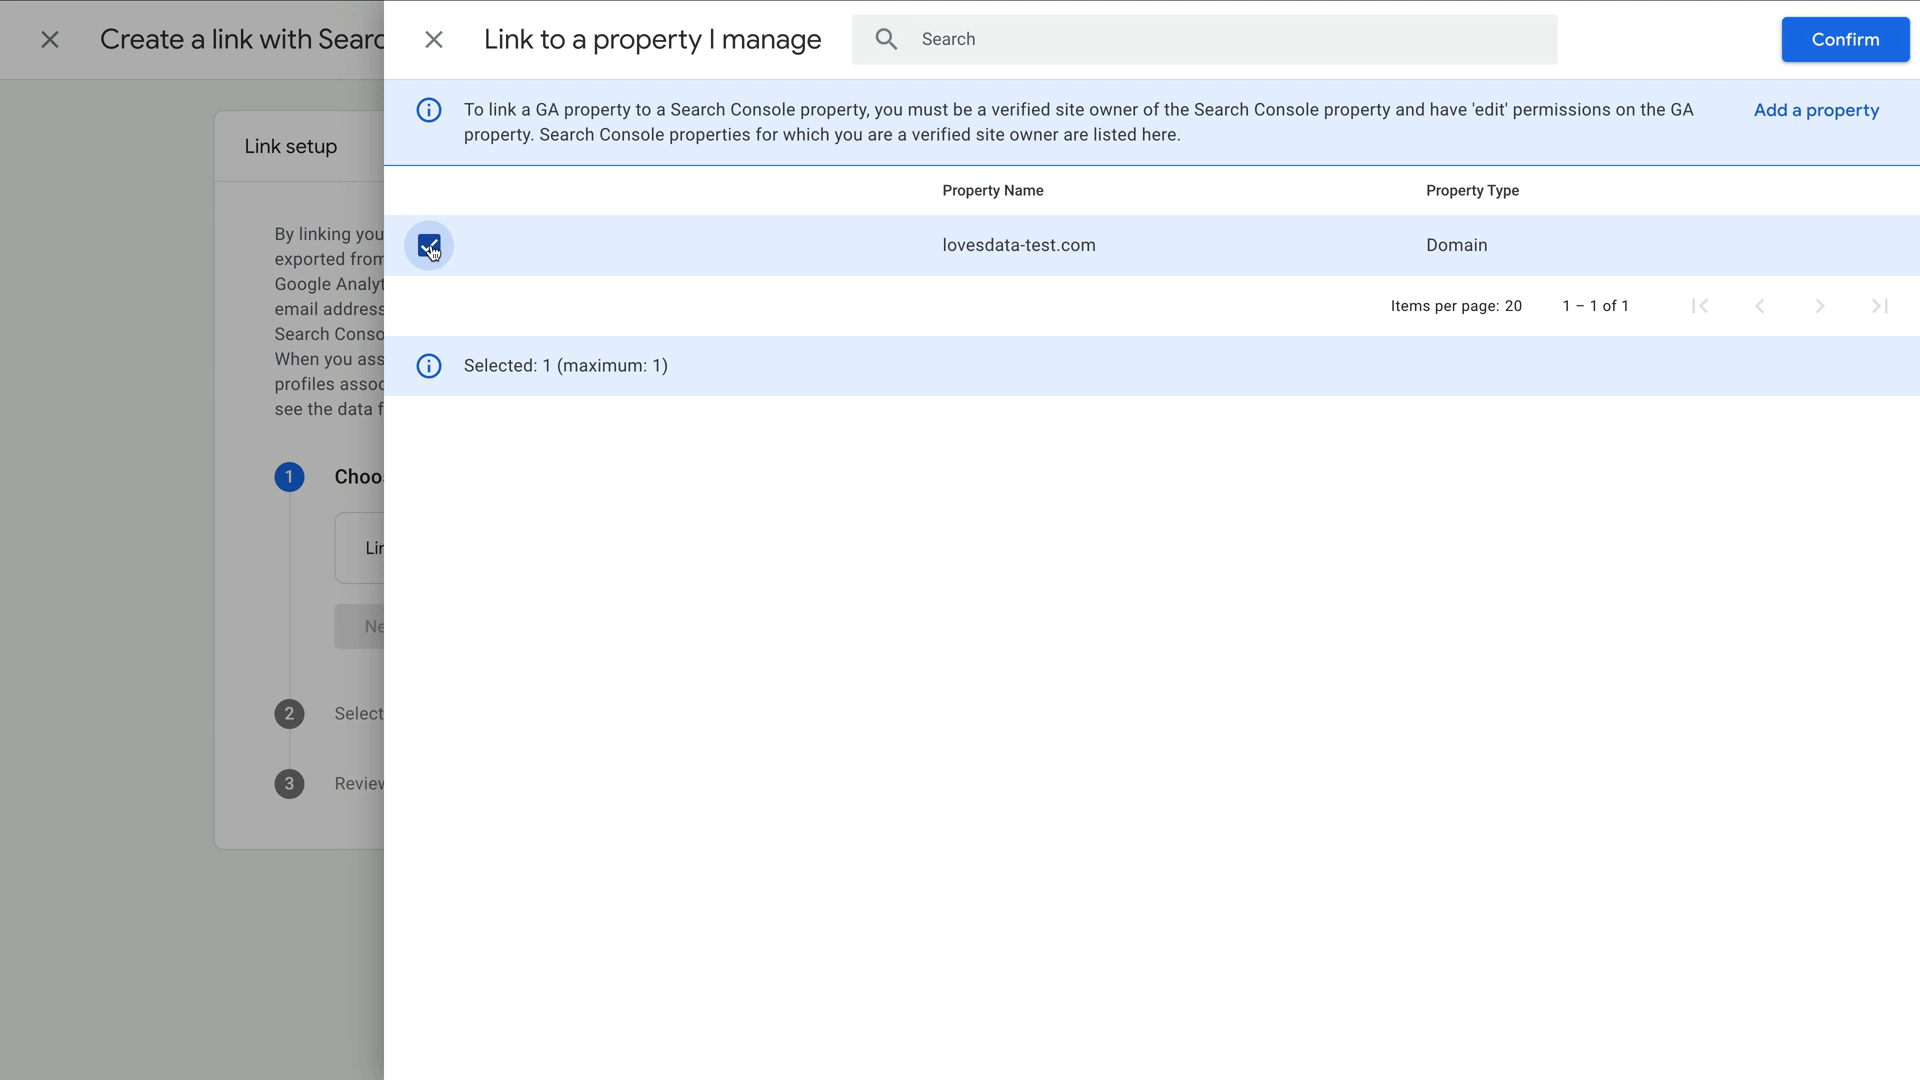 Create a link with Searc
Link to a property I manage
Search
Confirm
To link a GA property to a Search Console property, you must be a verified site owner of the Search Console property and have 'edit' permissions on the GA
property. Search Console properties for which you are a verified site owner are listed here.
Add a property
Property Name
Property Type
lovesdata-test.com
Domain
Items per page: 20
1 – 1 of 1
Selected: 1 (maximum: 1)
Link setup
By linking you
exported from
Google Analyt
email address
Search Conso
When you ass
profiles assoc
see the data f
1
Choos
Lin
Ne
2
Select
3
Review